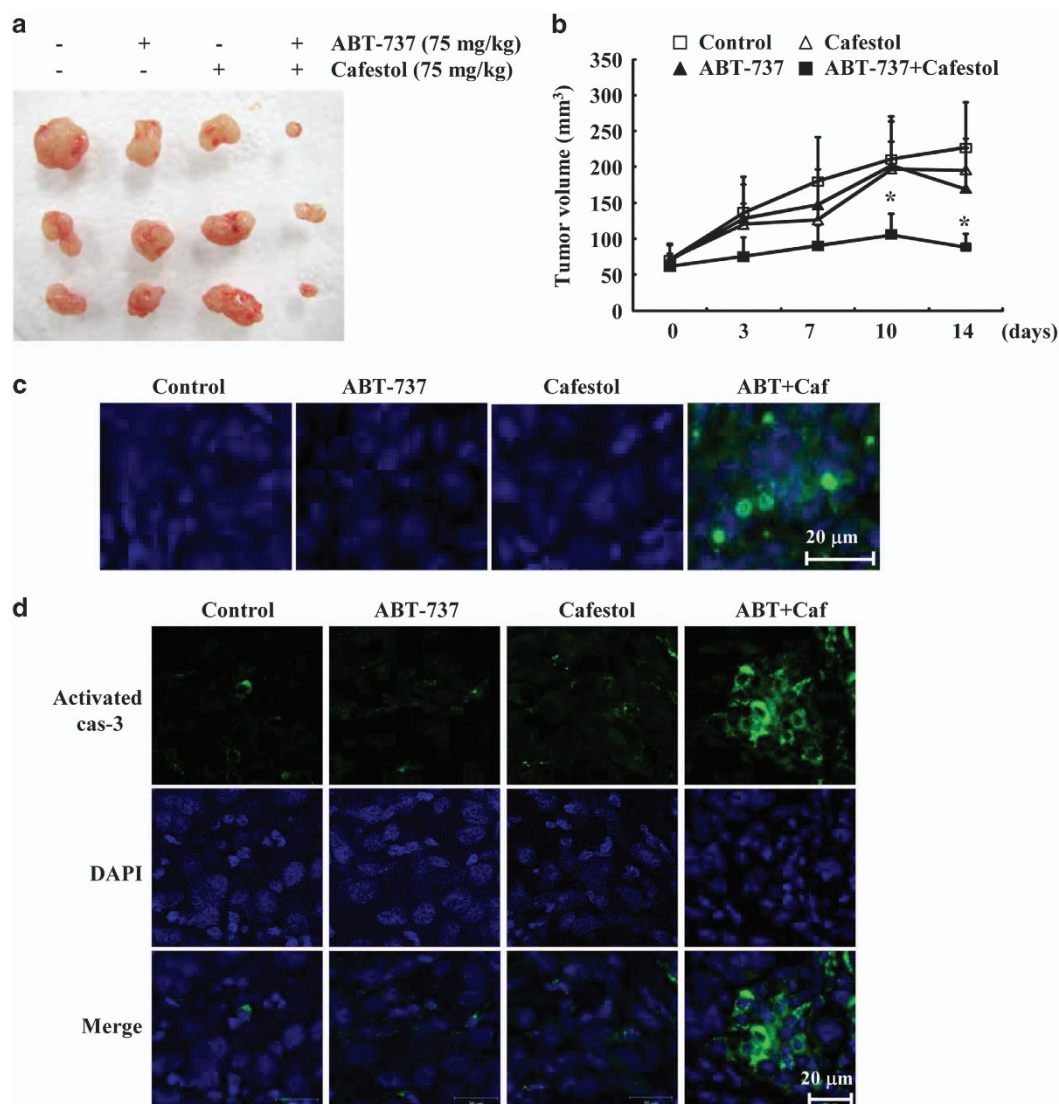 a
- + - + ABT-737 (75 mg/kg)
- - + + Cafestol (75 mg/kg)
b
Control Cafestol
ABT-737 ABT-737+Cafestol
Tumor volume (mm³)
350
300
250
200
150
100
50
0
* *
0 3 7 10 14 (days)
c
Control ABT-737 Cafestol ABT+Caf
20 μm
d
Control ABT-737 Cafestol ABT+Caf
Activated
cas-3
DAPI
Merge
20 μm